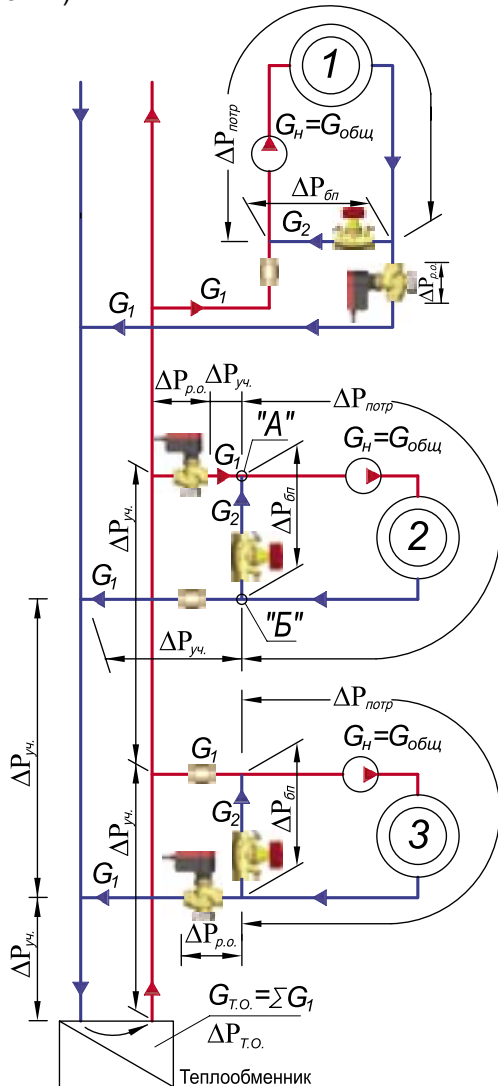 1
ΔPпотр
Gн=Gобщ
ΔPбп
G2
ΔPр.о.
G1
G1
ΔPр.о.
ΔPуч.
ΔPпотр
"А"
G1
Gн=Gобщ
G2
ΔPбп
ΔPуч.
2
G1
"Б"
ΔPуч.
ΔPпотр
G1
Gн=Gобщ
ΔPуч.
ΔPуч.
G2
ΔPбп
3
G1
ΔPр.о.
ΔPуч.
GТ.О.=ΣG1
ΔPТ.О.
Теплообменник